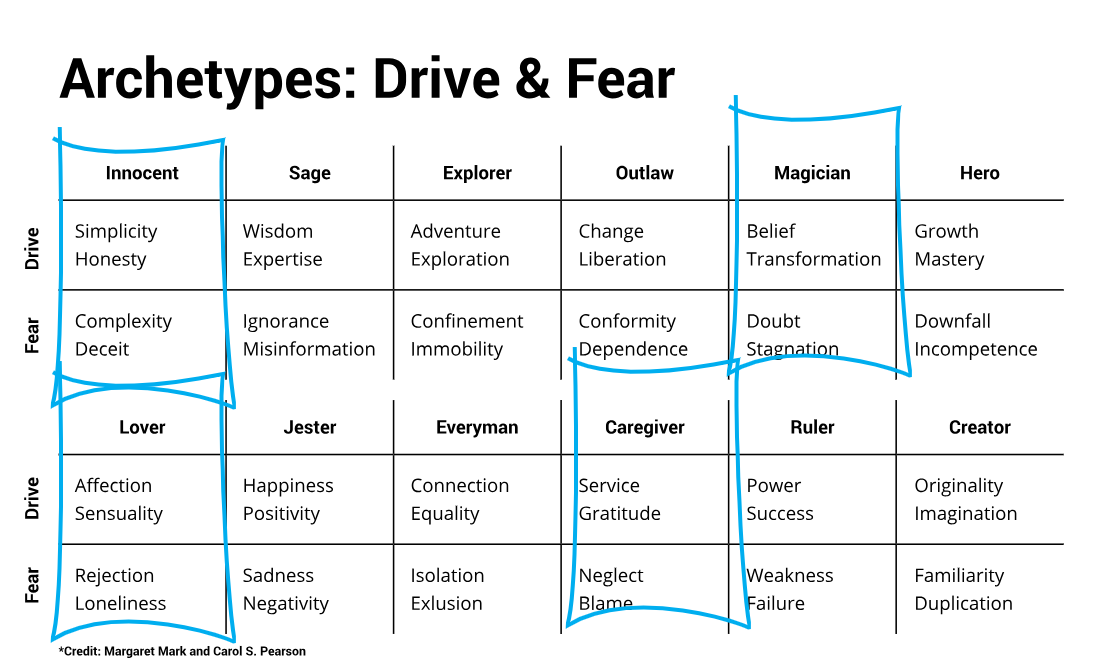 Archetypes: Drive & Fear
Innocent Sage Explorer Outlaw Magician Hero
Drive
Simplicity Wisdom Adventure Change Belief Growth
Honesty Expertise Exploration Liberation Transformation Mastery
Fear
Complexity Ignorance Confinement Conformity Doubt Downfall
Deceit Misinformation Immobility Dependence Stagnation Incompetence
Lover Jester Everyman Caregiver Ruler Creator
Drive
Affection Happiness Connection Service Power Originality
Sensuality Positivity Equality Gratitude Success Imagination
Fear
Rejection Sadness Isolation Neglect Weakness Familiarity
Loneliness Negativity Exlusion Blame Failure Duplication
*Credit: Margaret Mark and Carol S. Pearson